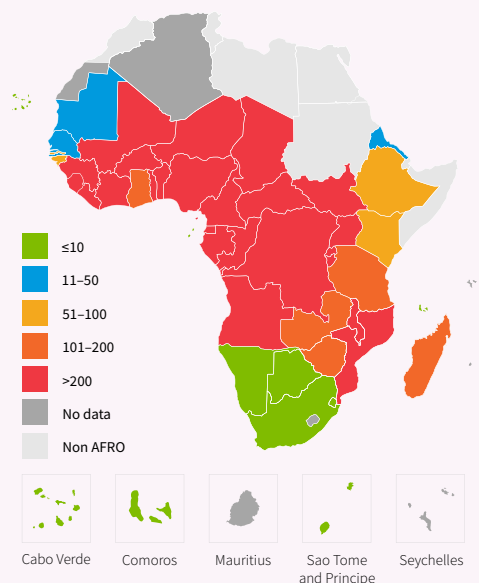 ≤10
11–50
51–100
101–200
>200
No data
Non AFRO
Cabo Verde
Comoros
Mauritius
Sao Tome
and Principe
Seychelles